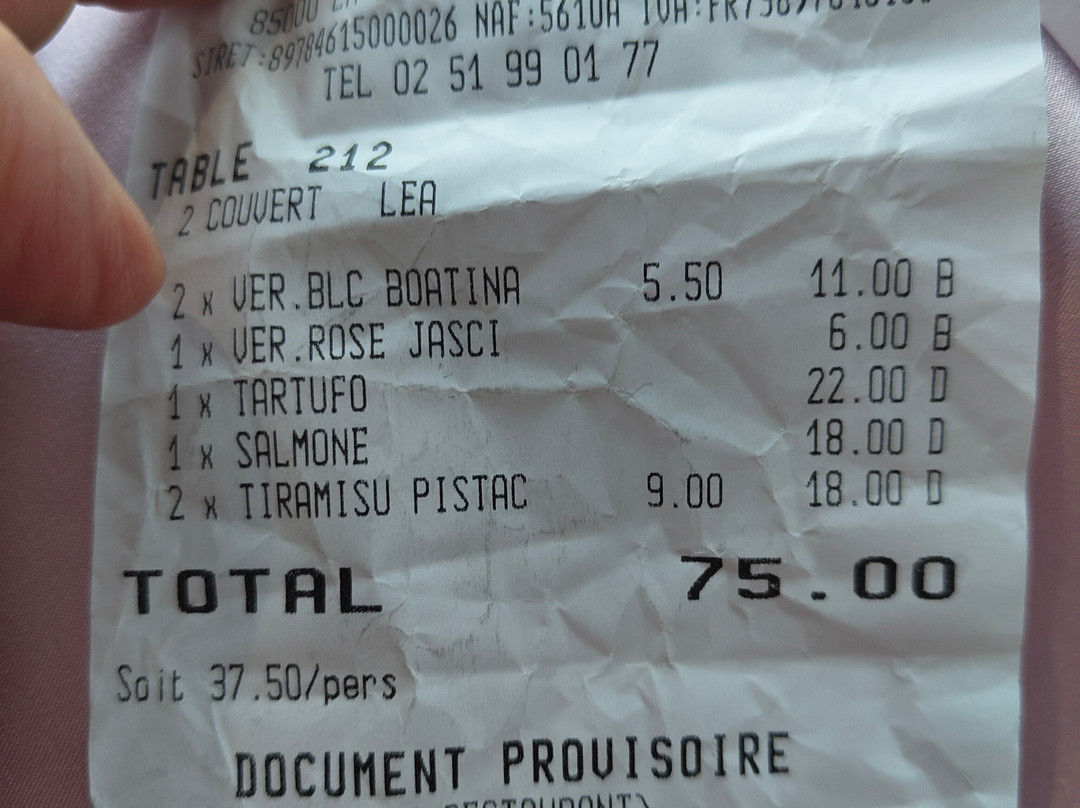 85000
SIRET:89784615000026 NAF:5610A
TEL 02 51 99 01 77
TABLE 212
2 COUVERT LEA
2 x VER.BLC BOATINA 5.50 11.00 B
1 x VER.ROSE JASCI 6.00 B
1 x TARTUFO 22.00 D
1 x SALMONE 18.00 D
2 x TIRAMISU PISTAC 9.00 18.00 D
TOTAL 75.00
Soit 37.50/pers
DOCUMENT PROVISOIRE